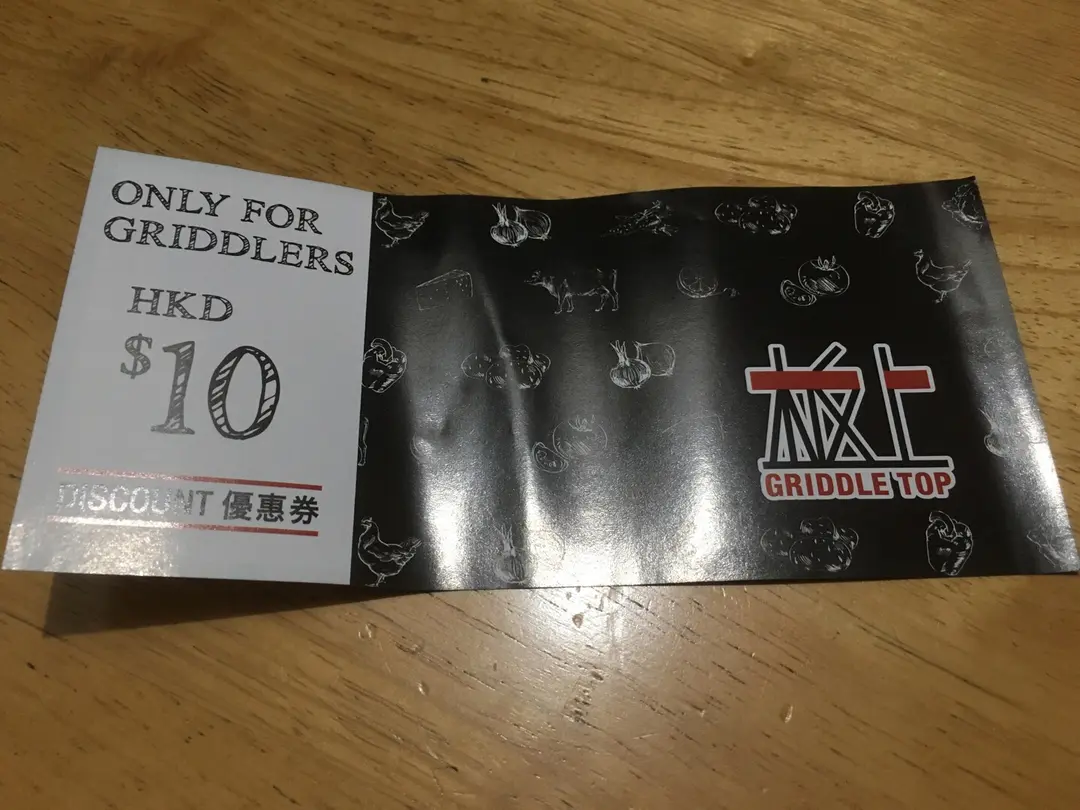 ONLY FOR
GRIDDLERS
HKD
$10
DISCOUNT 優惠券
板上
GRIDDLE TOP